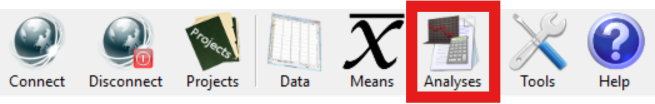 Projects
X
Connect Disconnect Projects Data Means Analyses Tools Help